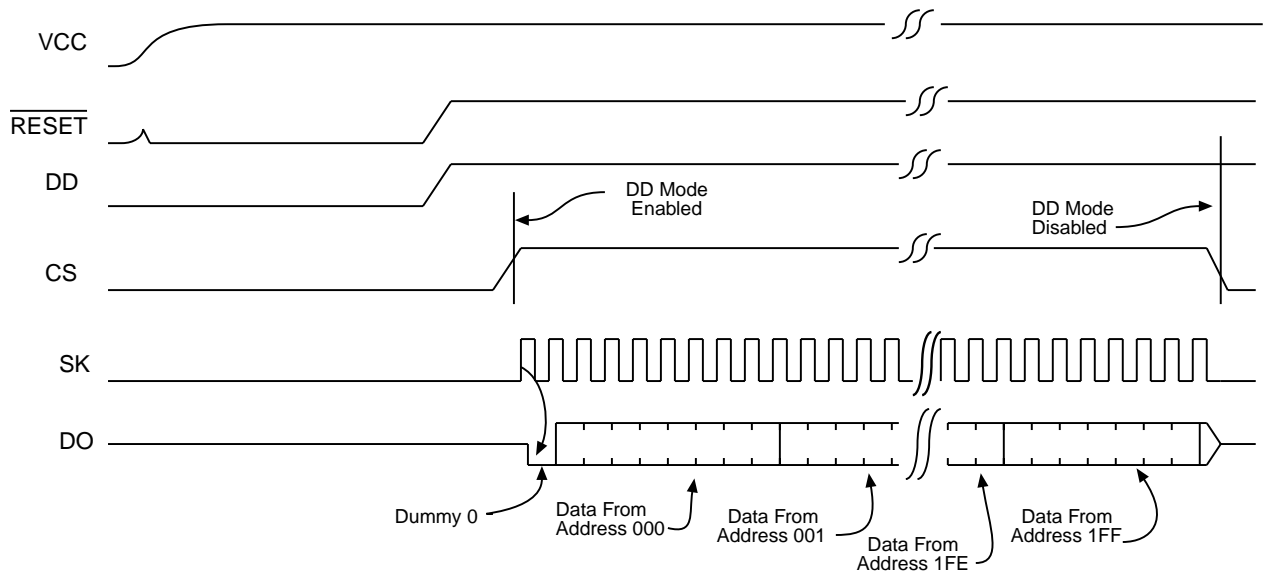 VCC
RESET
DD
DD Mode
Enabled
DD Mode
Disabled
CS
SK
DO
Dummy 0
Data From
Address 000
Data From
Address 001
Data From
Address 1FE
Data From
Address 1FF